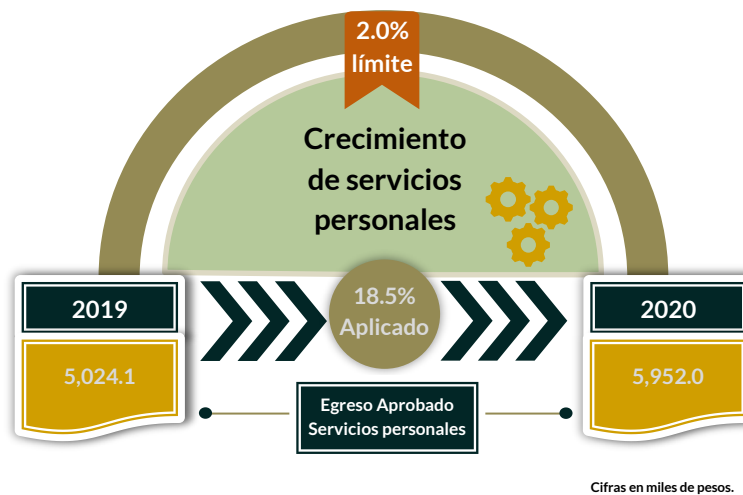 2.0%
límite
Crecimiento
de servicios
personales
2019
18.5%
Aplicado
2020
5,024.1
5,952.0
Egreso Aprobado
Servicios personales
Cifras en miles de pesos.